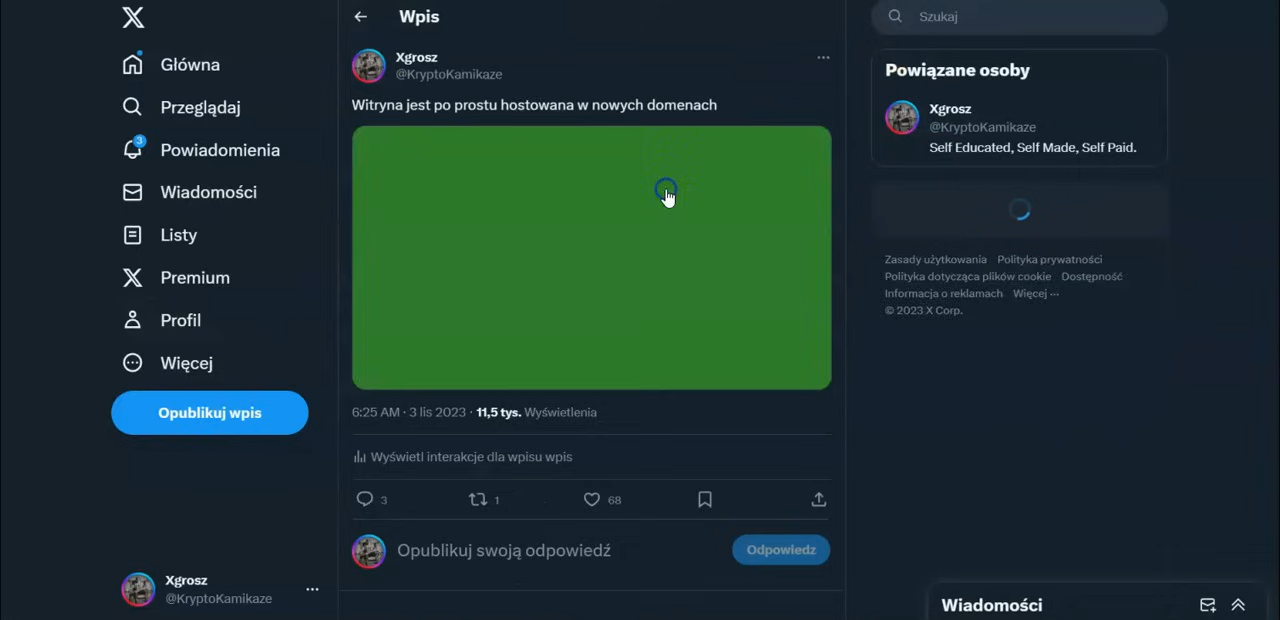 Główna
Przeglądaj
3
Powiadomienia
Wiadomości
Listy
Premium
Profil
Więcej
Opublikuj wpis
Xgrosz
@KryptoKamikaze
Wpis
Xgrosz
@KryptoKamikaze
Witryna jest po prostu hostowana w nowych domenach
6:25 AM · 3 lis 2023 · 11,5 tys. Wyświetlenia
Wyświetl interakcje dla wpisu wpis
3 1 68
Opublikuj swoją odpowiedź
Odpowiedz
Szukaj
Powiązane osoby
Xgrosz
@KryptoKamikaze
Self Educated, Self Made, Self Paid.
Zasady użytkowania Polityka prywatności
Polityka dotycząca plików cookie Dostępność
Informacja o reklamach Więcej ···
© 2023 X Corp.
Wiadomości